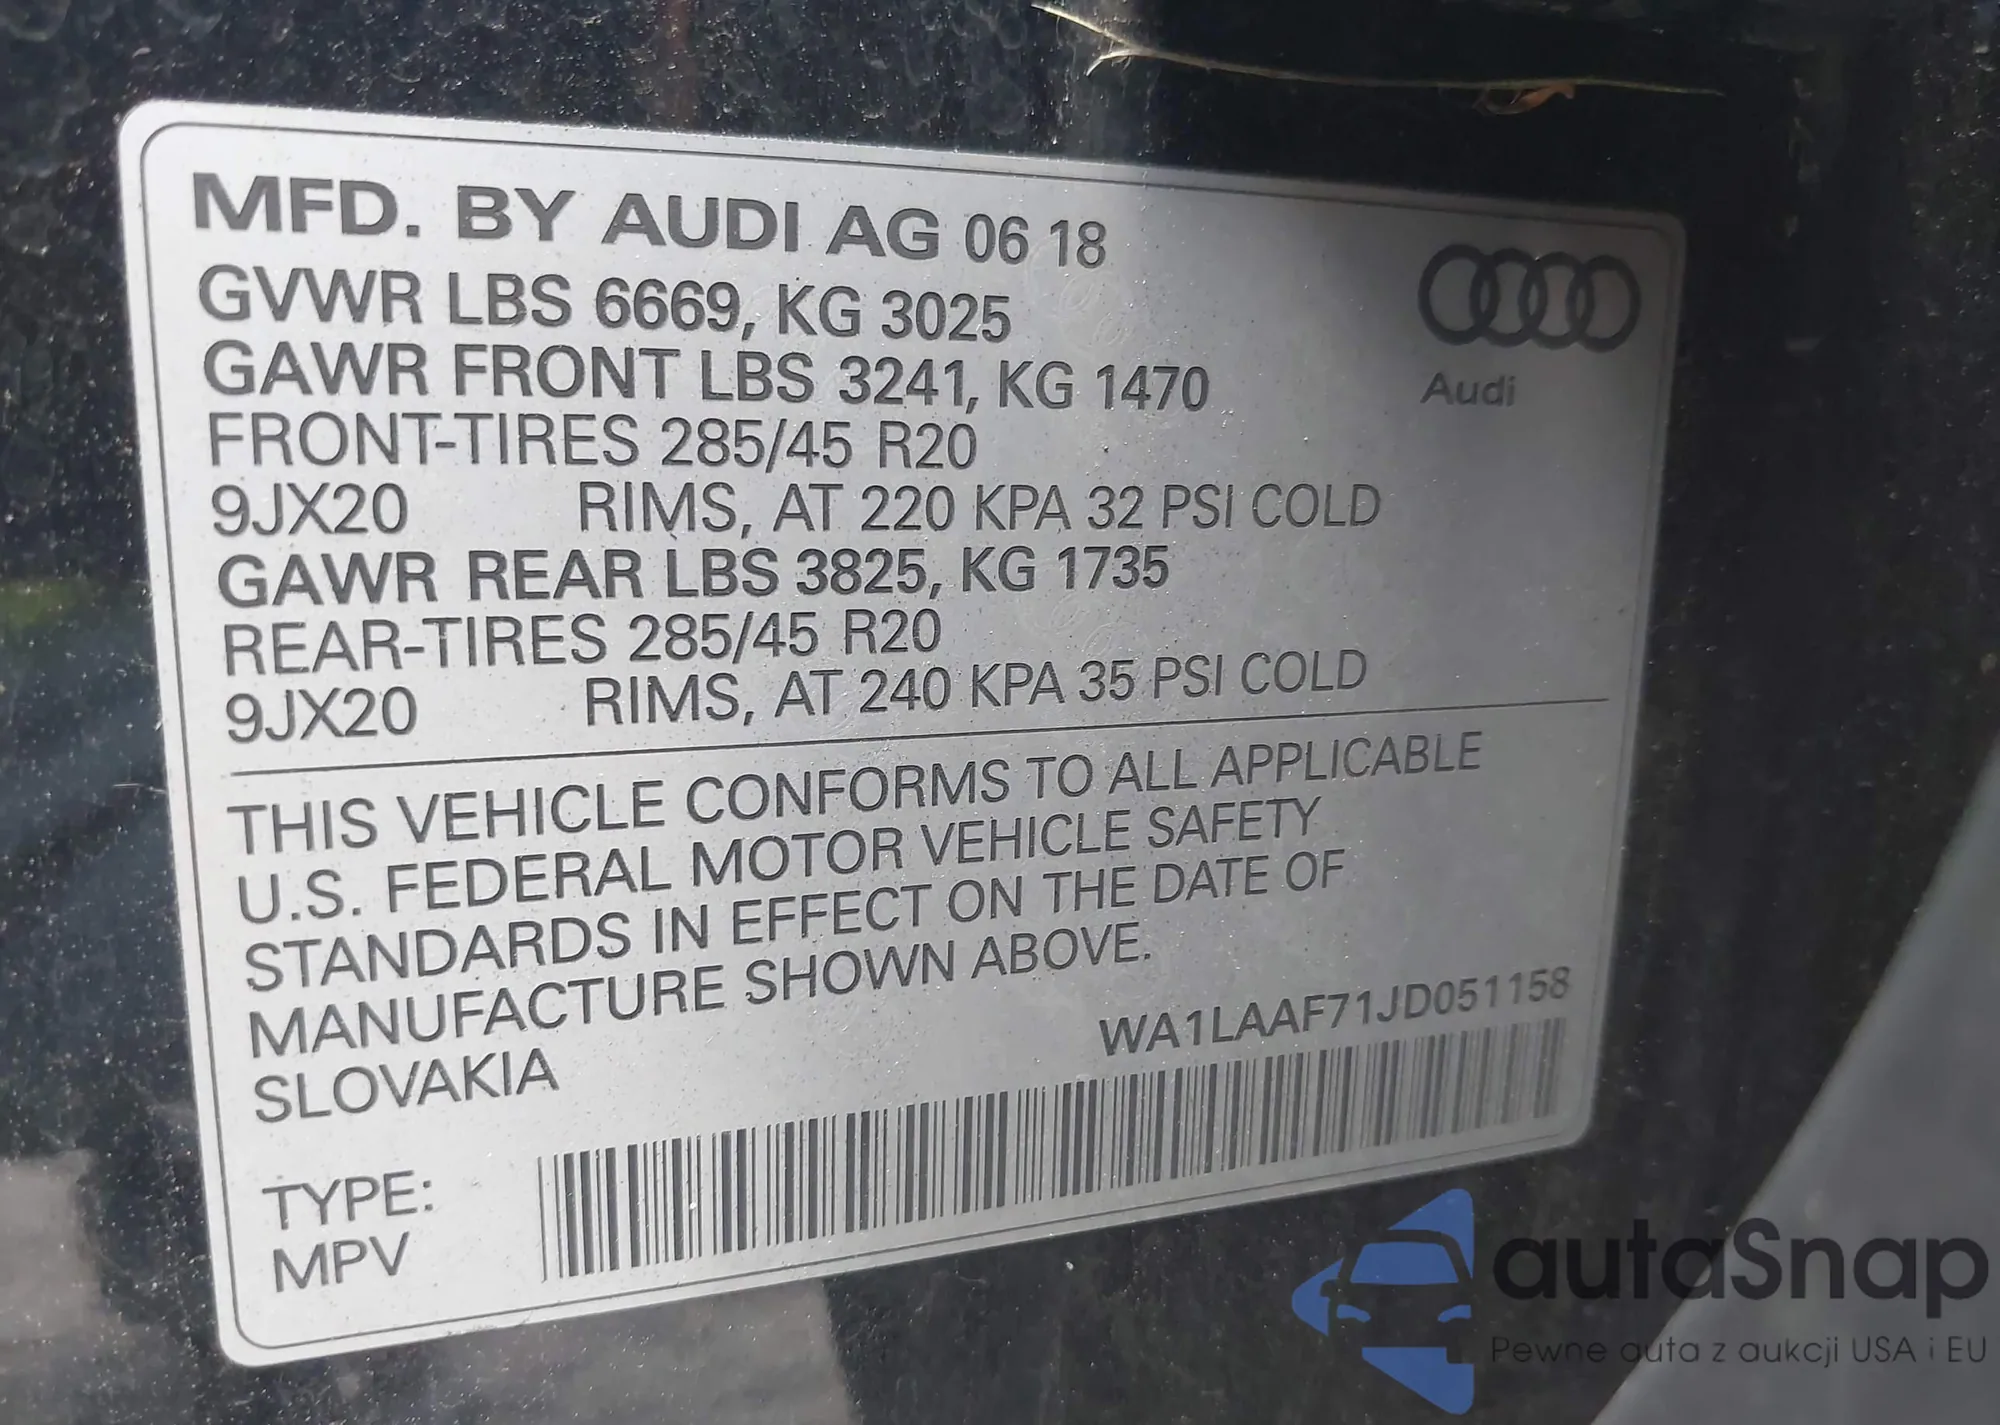 MFD. BY AUDI AG 06 18
GVWR LBS 6669, KG 3025
GAWR FRONT LBS 3241, KG 1470
FRONT-TIRES 285/45 R20
9JX20 RIMS, AT 220 KPA 32 PSI COLD
GAWR REAR LBS 3825, KG 1735
REAR-TIRES 285/45 R20
9JX20 RIMS, AT 240 KPA 35 PSI COLD
Audi
THIS VEHICLE CONFORMS TO ALL APPLICABLE
U.S. FEDERAL MOTOR VEHICLE SAFETY
STANDARDS IN EFFECT ON THE DATE OF
MANUFACTURE SHOWN ABOVE.
SLOVAKIA
WA1LAAF71JD051158
TYPE:
MPV
autaSnap
Pewne auta z aukcji USA i EU